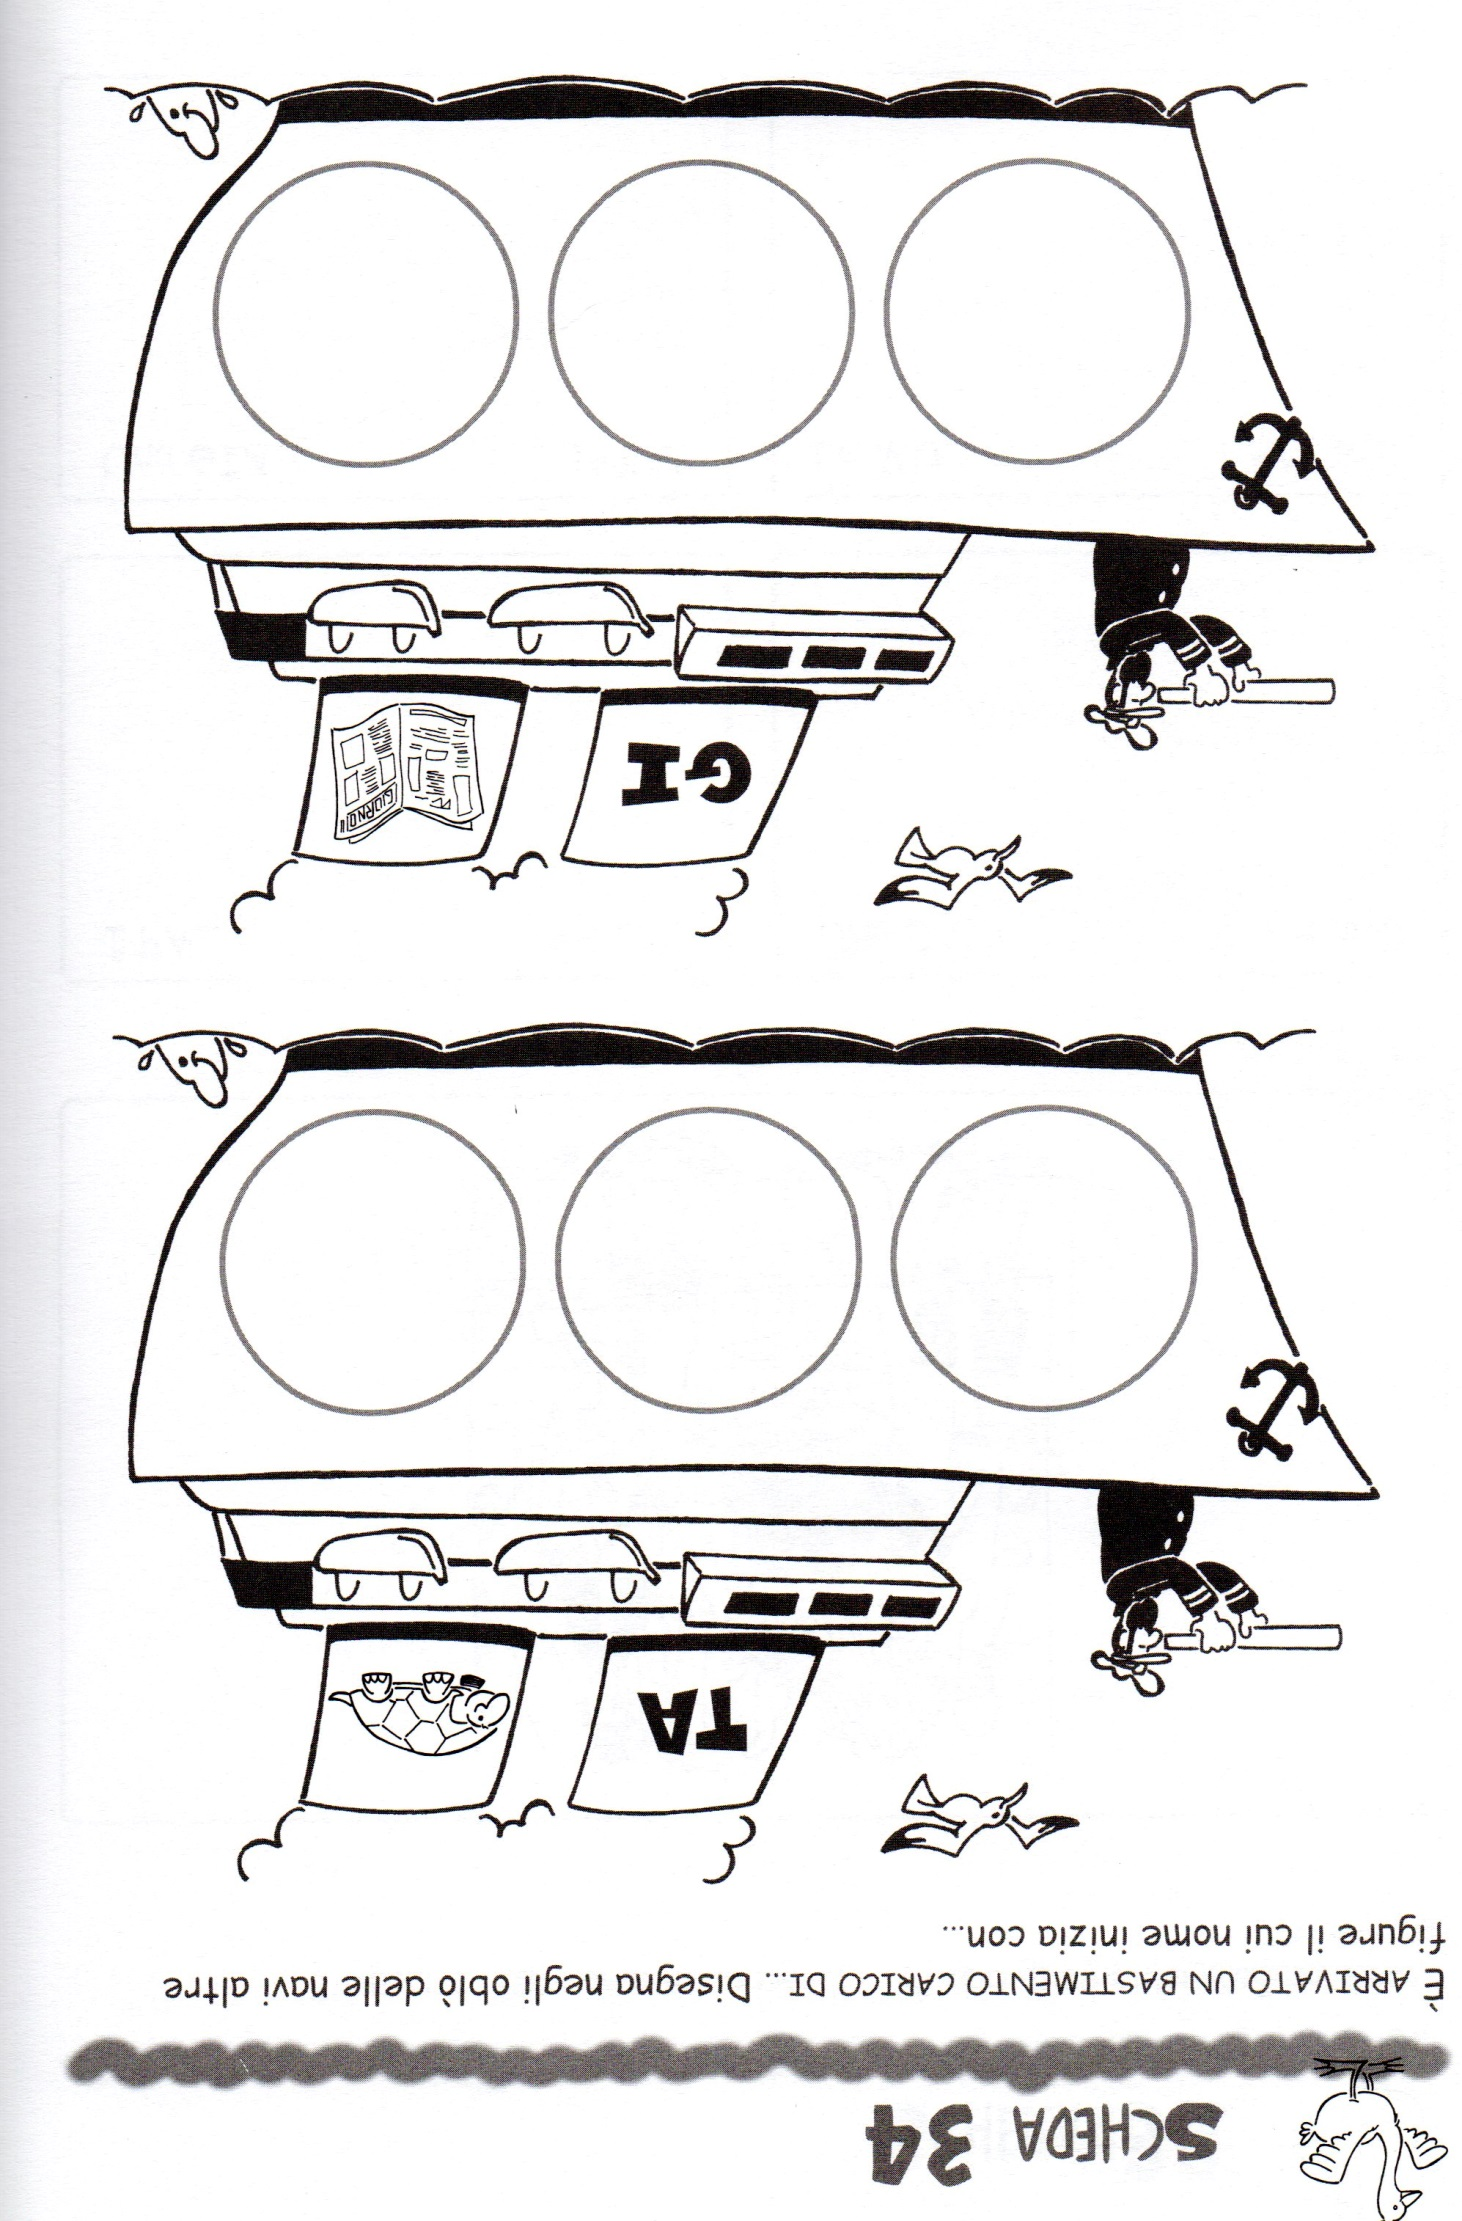 SCHEDA 34
È ARRIVATO UN BASTIMENTO CARICO DI... Disegna negli oblò delle navi altre
figure il cui nome inizia con...
TA
GI
GIORNO